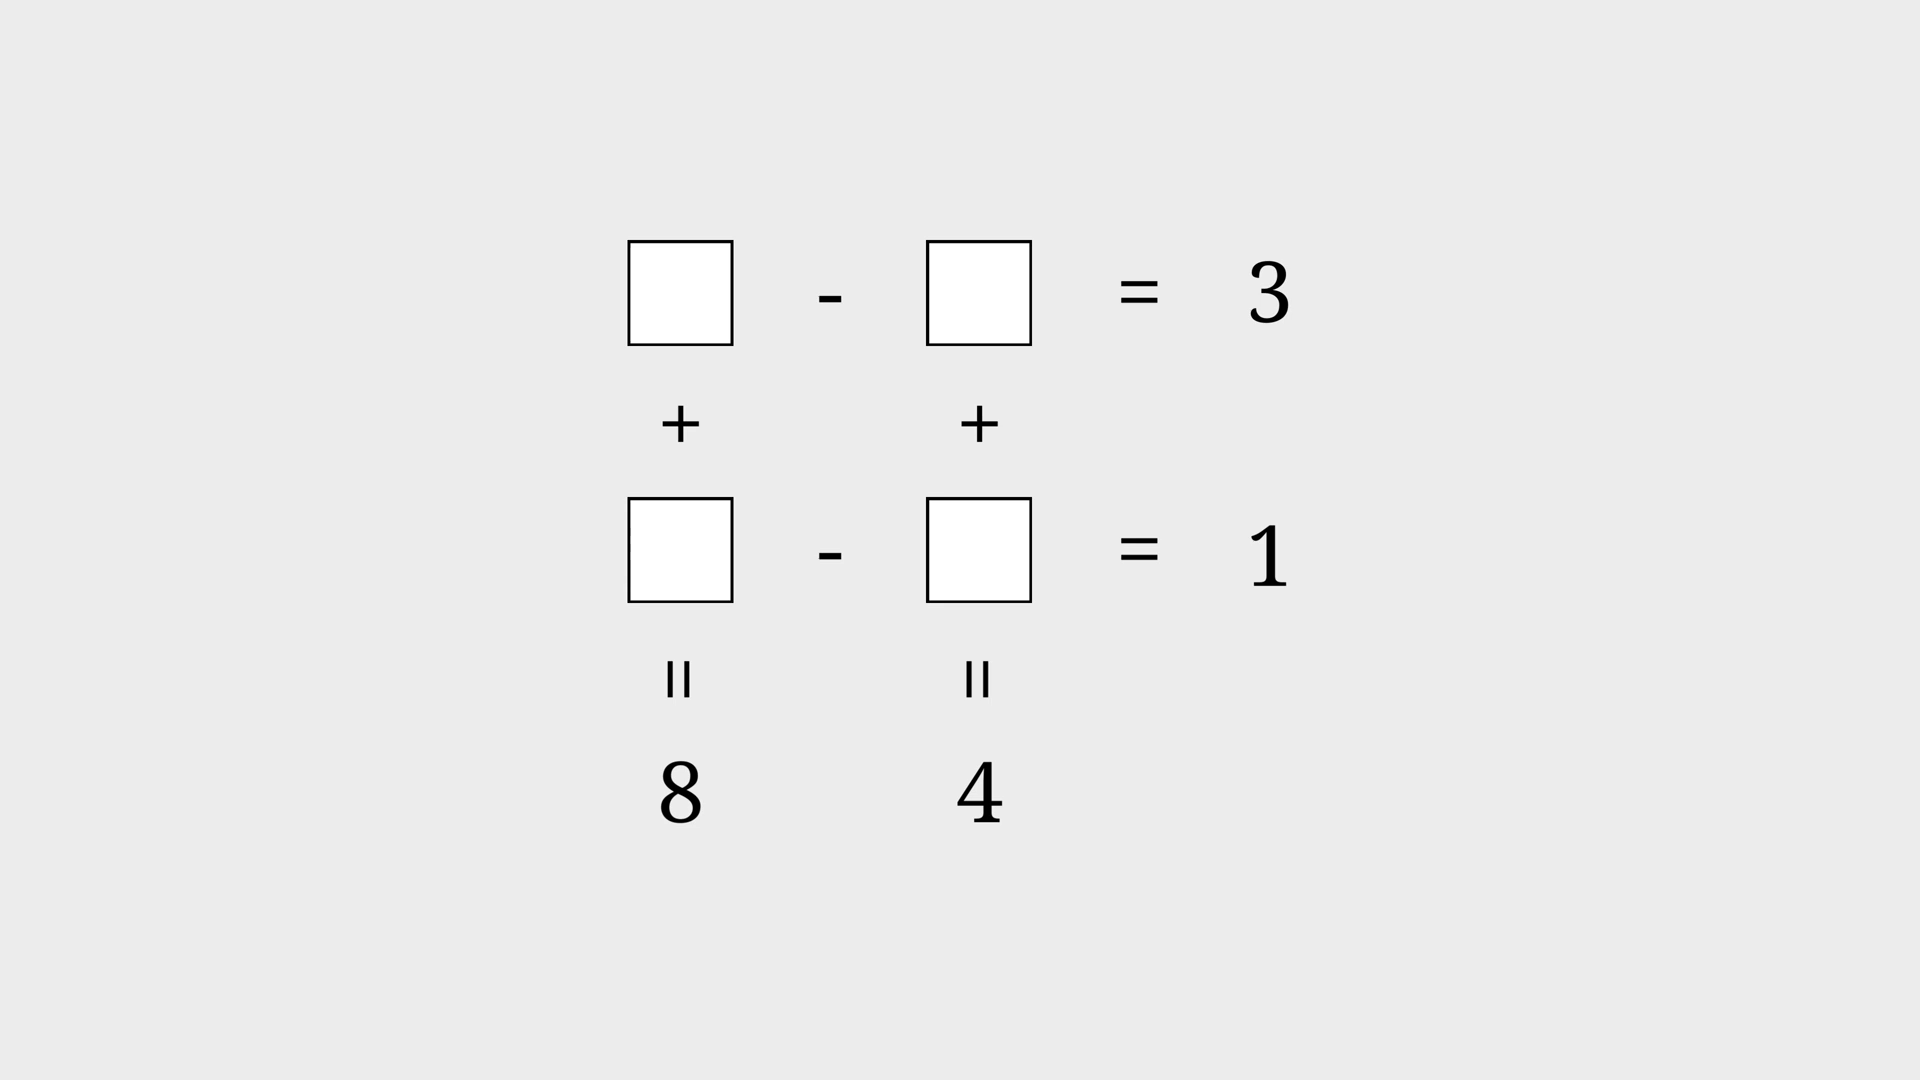 - = 3
+ +
- = 1
= =
8 4